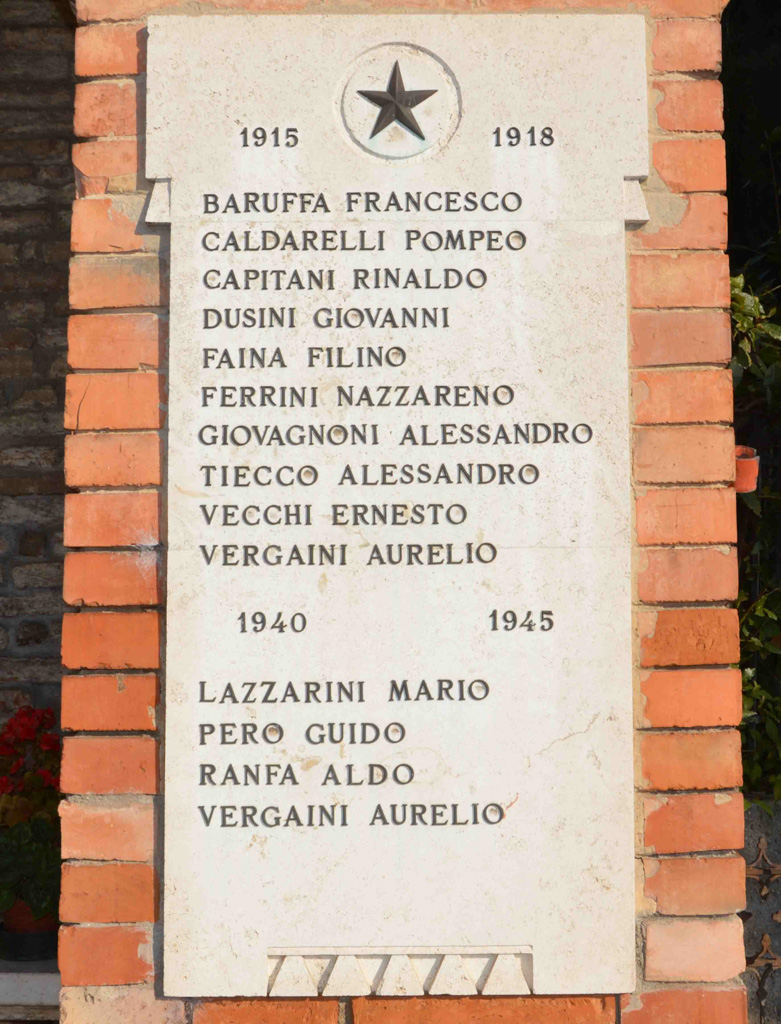 1915 1918
BARUFFA FRANCESCO
CALDARELLI POMPEO
CAPITANI RINALDO
DUSINI GIOVANNI
FAINA FILINO
FERRINI NAZZARENO
GIOVAGNONI ALESSANDRO
TIECCO ALESSANDRO
VECCHI ERNESTO
VERGAINI AURELIO
1940 1945
LAZZARINI MARIO
PERO GUIDO
RANFA ALDO
VERGAINI AURELIO